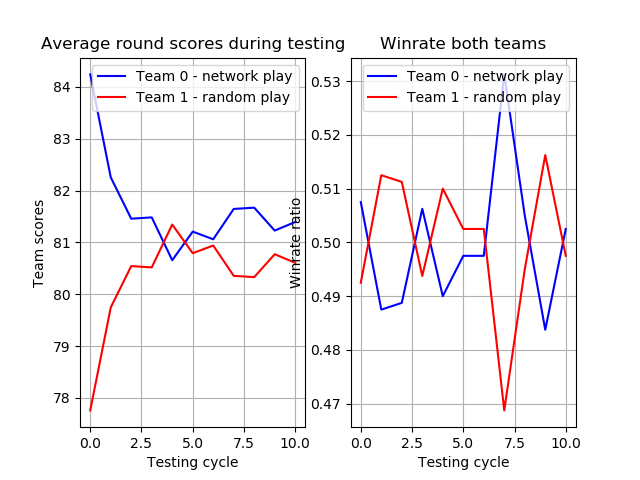 Average round scores during testing
Team 0 - network play
Team 1 - random play
84
83
82
81
80
79
78
Team scores
0.0 2.5 5.0 7.5 10.0
Testing cycle
Winrate both teams
Team 0 - network play
Team 1 - random play
0.53
0.52
0.51
0.50
0.49
0.48
0.47
Winrate ratio
0.0 2.5 5.0 7.5 10.0
Testing cycle